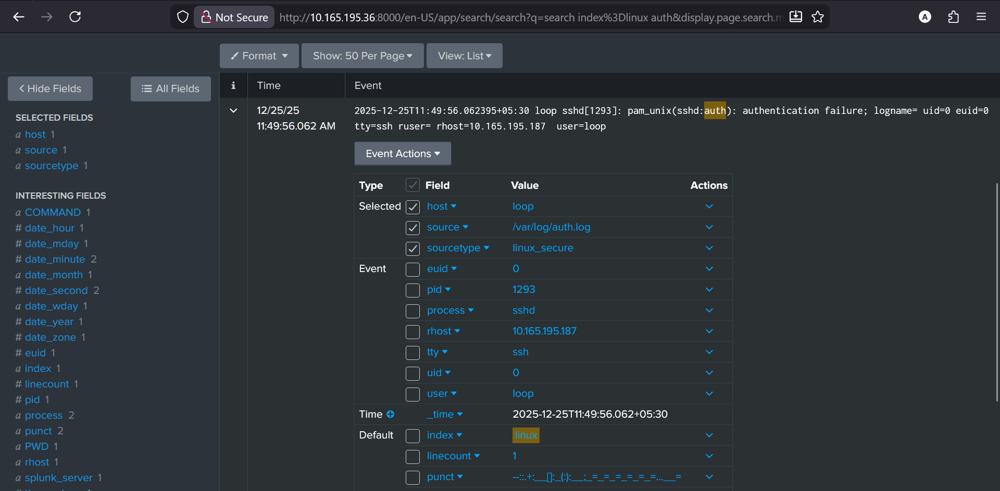 Not Secure http://10.165.195.36:8000/en-US/app/search/search?q=search index%3Dlinux auth&display.page.search.m
A
Format
Show: 50 Per Page
View: List
Hide Fields
All Fields
SELECTED FIELDS
a host 1
a source 1
a sourcetype 1
INTERESTING FIELDS
a COMMAND 1
# date_hour 1
# date_mday 1
# date_minute 2
a date_month 1
# date_second 2
a date_wday 1
# date_year 1
# date_zone 1
# euid 1
a index 1
# linecount 1
# pid 1
a process 2
a punct 2
a PWD 1
a rhost 1
a splunk_server 1
i Time Event
12/25/25
11:49:56.062 AM
2025-12-25T11:49:56.062395+05:30 loop sshd[1293]: pam_unix(sshd:auth): authentication failure; logname= uid=0 euid=0
tty=ssh ruser= rhost=10.165.195.187  user=loop
Event Actions
Type Field Value Actions
Selected host loop
source /var/log/auth.log
sourcetype linux_secure
Event euid 0
pid 1293
process sshd
rhost 10.165.195.187
tty ssh
uid 0
user loop
Time _time 2025-12-25T11:49:56.062+05:30
Default index linux
linecount 1
punct --::.+:__[]:_(:):__;_=_=_=_=_=_=...__=